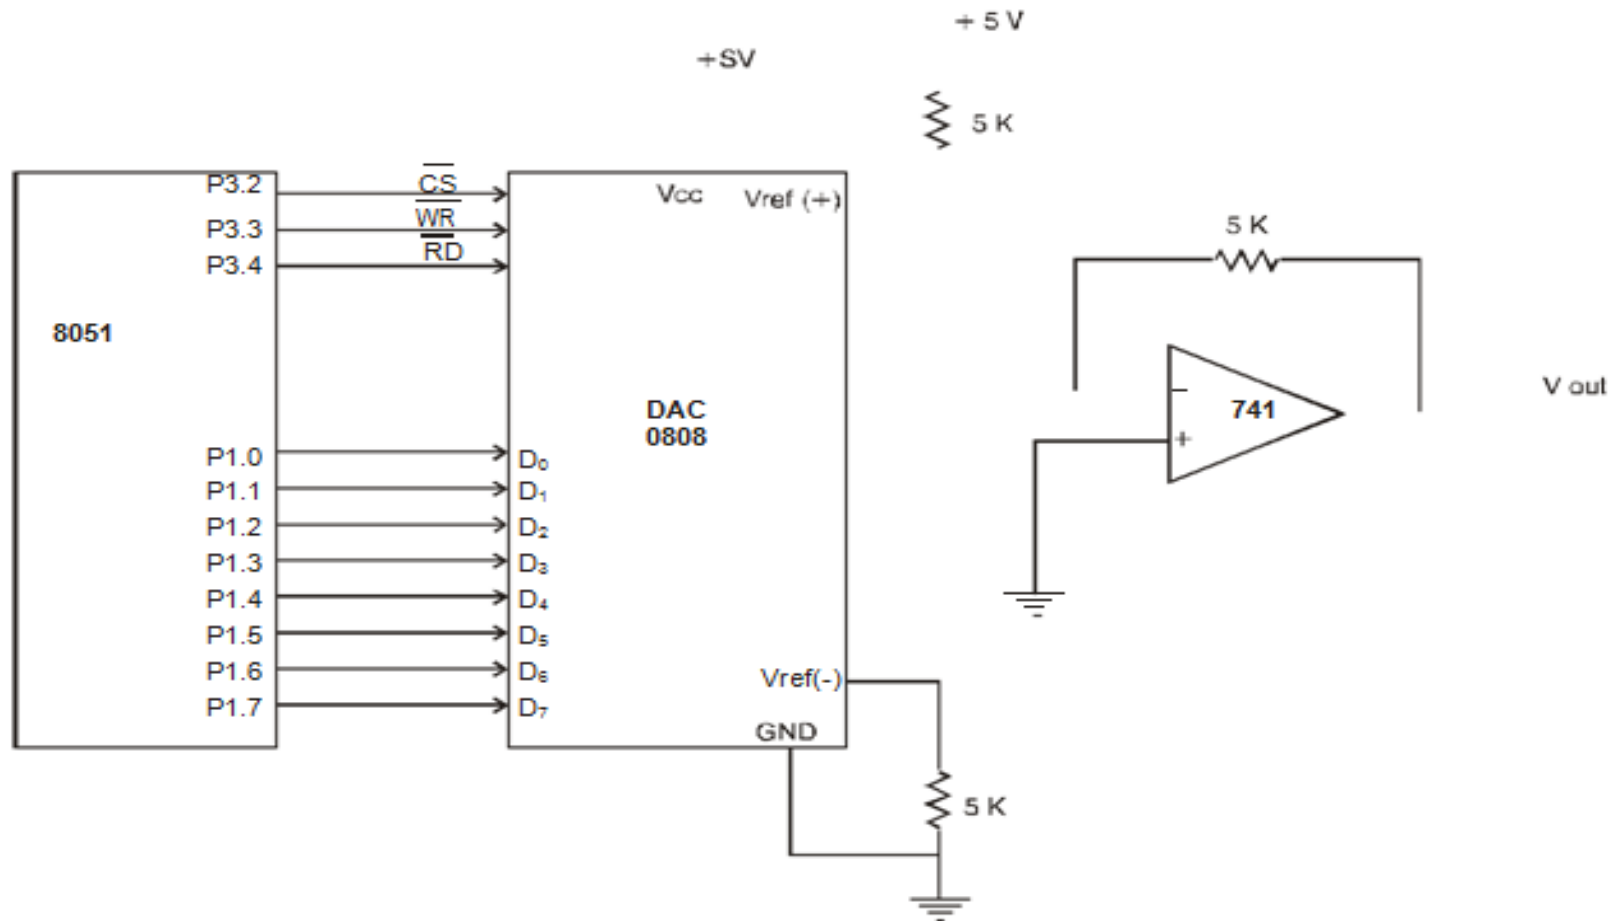 + 5 V
+SV
5 K
P3.2
CS
Vcc
Vref (+)
P3.3
WR
P3.4
RD
5 K
8051
DAC
0808
741
−
+
V out
P1.0
D₀
P1.1
D₁
P1.2
D₂
P1.3
D₃
P1.4
D₄
P1.5
D₅
P1.6
D₆
P1.7
D₇
Vref(-)
GND
5 K